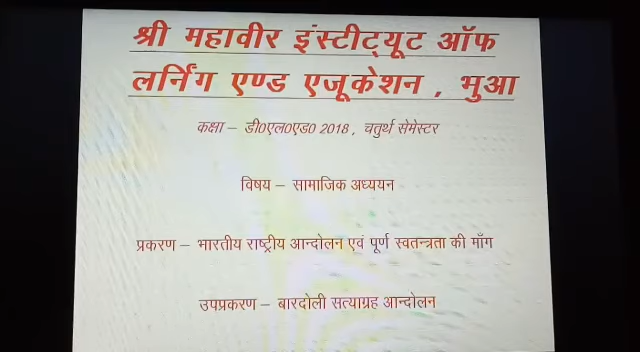 श्री महावीर इंस्टीट्यूट ऑफ
लर्निंग एण्ड एजूकेशन , भुआ
कक्षा – डी0एल0एड0 2018 , चतुर्थ सेमेस्टर
विषय – सामाजिक अध्ययन
प्रकरण – भारतीय राष्ट्रीय आन्दोलन एवं पूर्ण स्वतन्त्रता की माँग
उपप्रकरण – बारदोली सत्याग्रह आन्दोलन